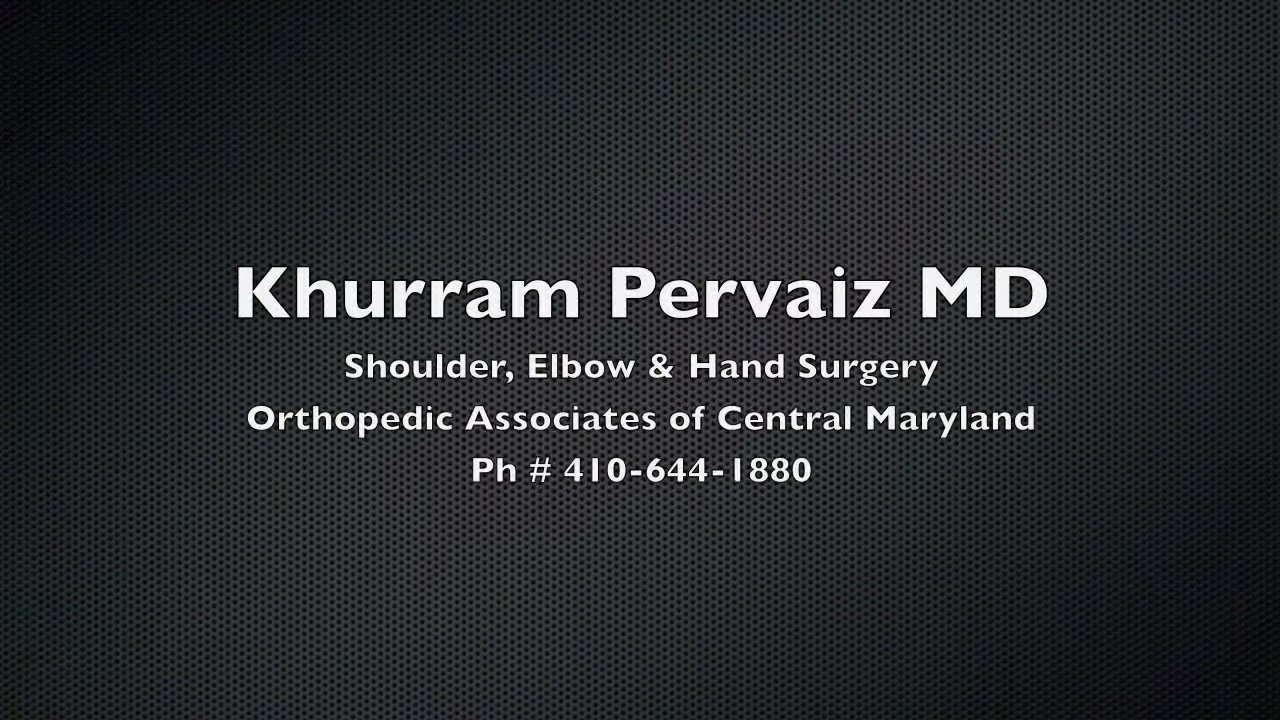 Khurram Pervaiz MD
Shoulder, Elbow & Hand Surgery
Orthopedic Associates of Central Maryland
Ph # 410-644-1880